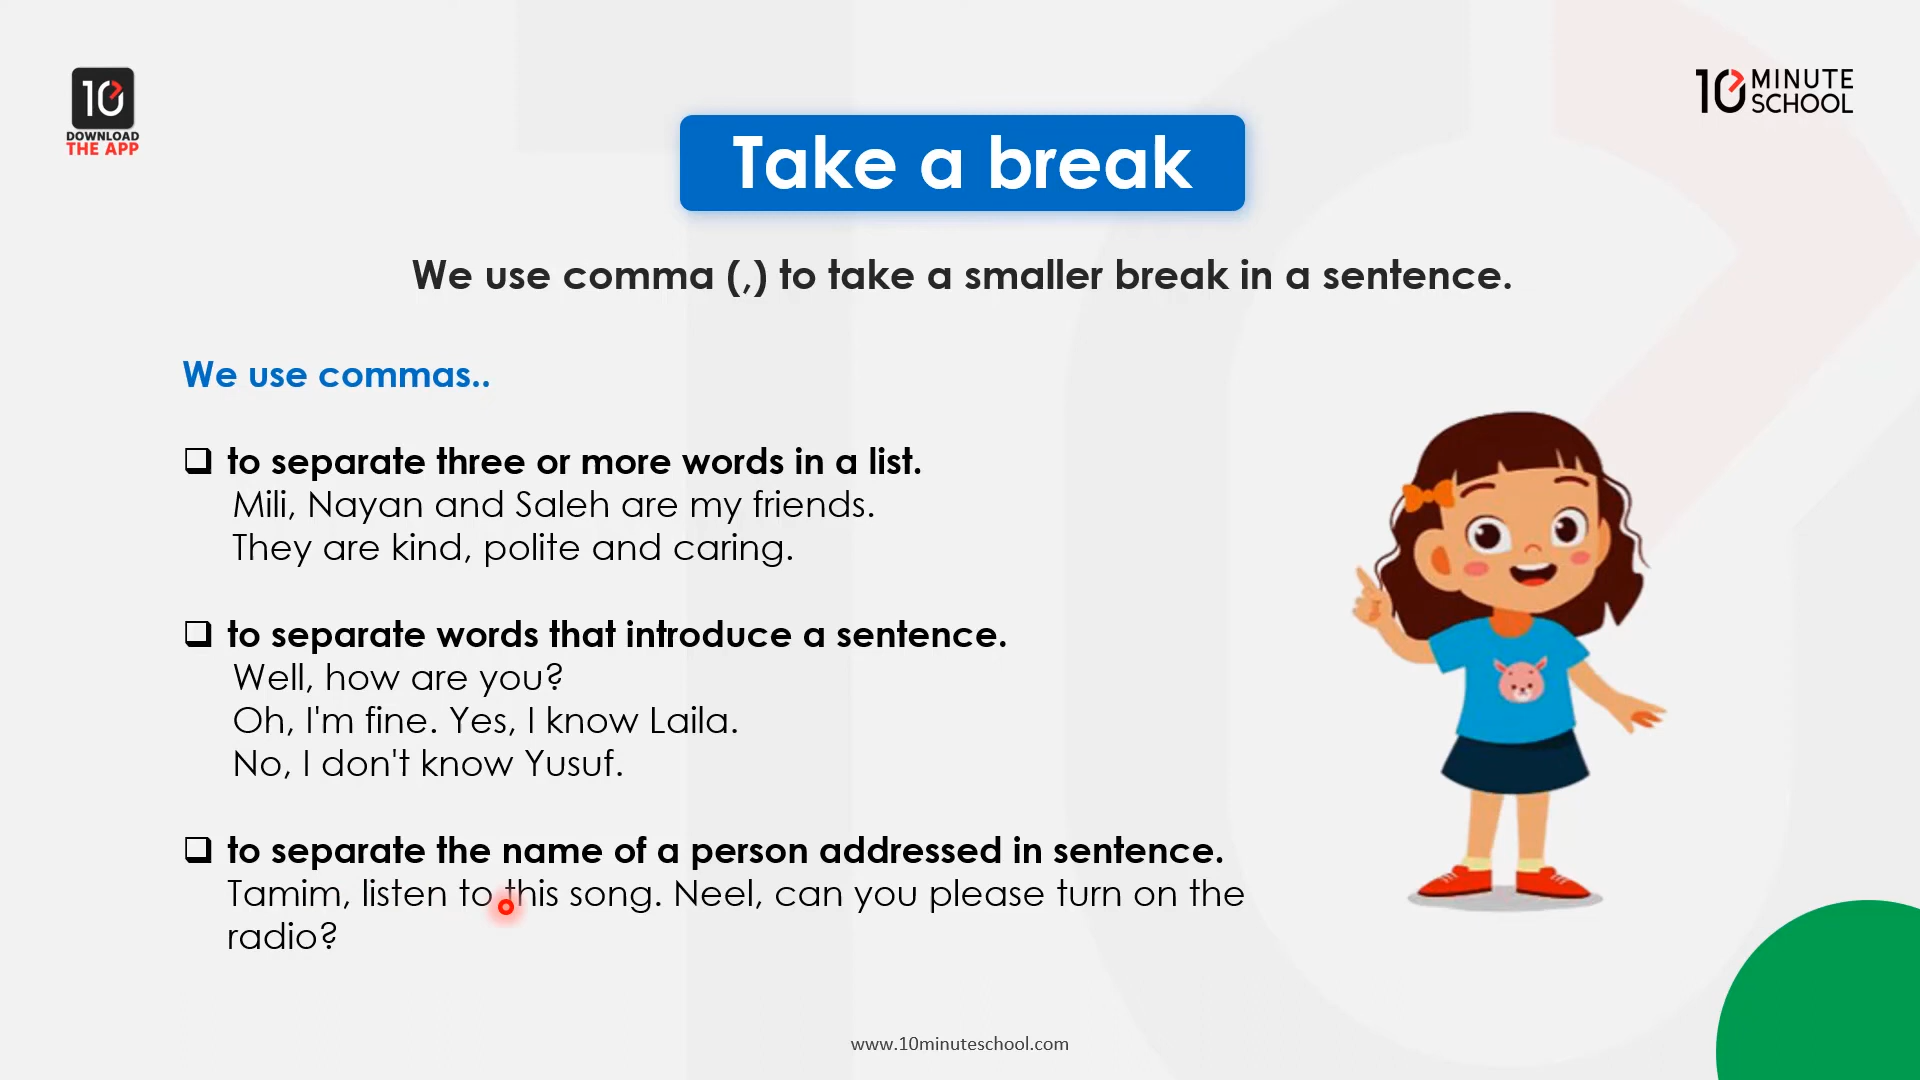 10
DOWNLOAD
THE APP
10 MINUTE
SCHOOL
Take a break
We use comma (,) to take a smaller break in a sentence.
We use commas..
❑ to separate three or more words in a list.
Mili, Nayan and Saleh are my friends.
They are kind, polite and caring.
❑ to separate words that introduce a sentence.
Well, how are you?
Oh, I'm fine. Yes, I know Laila.
No, I don't know Yusuf.
❑ to separate the name of a person addressed in sentence.
Tamim, listen to this song. Neel, can you please turn on the
radio?
www.10minuteschool.com